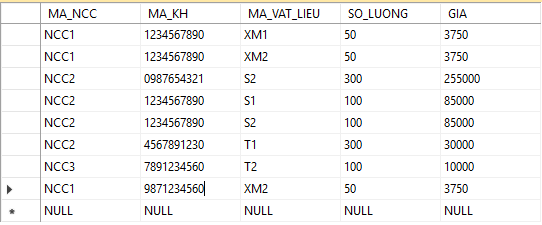 MA_NCC MA_KH MA_VAT_LIEU SO_LUONG GIA
NCC1 1234567890 XM1 50 3750
NCC1 1234567890 XM2 50 3750
NCC2 0987654321 S2 300 255000
NCC2 1234567890 S1 100 85000
NCC2 1234567890 S2 100 85000
NCC2 4567891230 T1 300 30000
NCC3 7891234560 T2 100 10000
NCC1 9871234560 XM2 50 3750
NULL NULL NULL NULL NULL